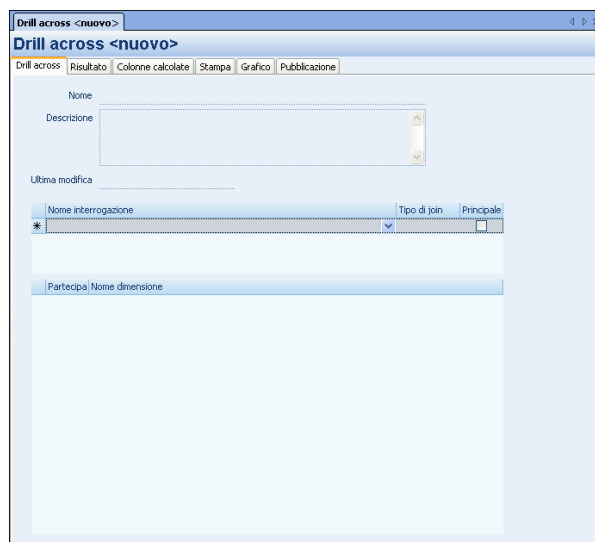 Drill across <nuovo>
Drill across <nuovo>
Drill across Risultato Colonne calcolate Stampa Grafico Pubblicazione
Nome
Descrizione
Ultima modifica
Nome interrogazione Tipo di join Principale
Partecipa Nome dimensione